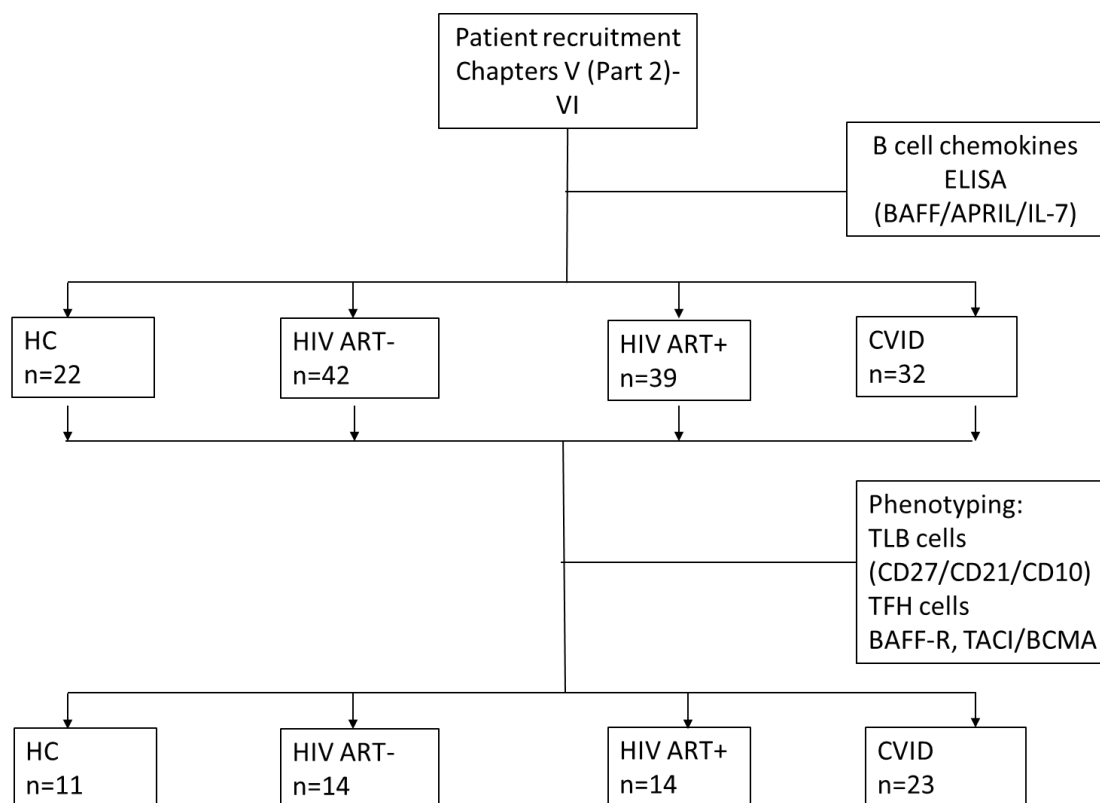 Patient recruitment
Chapters V (Part 2)-
VI
B cell chemokines
ELISA
(BAFF/APRIL/IL-7)
HC
n=22
HIV ART-
n=42
HIV ART+
n=39
CVID
n=32
Phenotyping:
TLB cells
(CD27/CD21/CD10)
TFH cells
BAFF-R, TACI/BCMA
HC
n=11
HIV ART-
n=14
HIV ART+
n=14
CVID
n=23